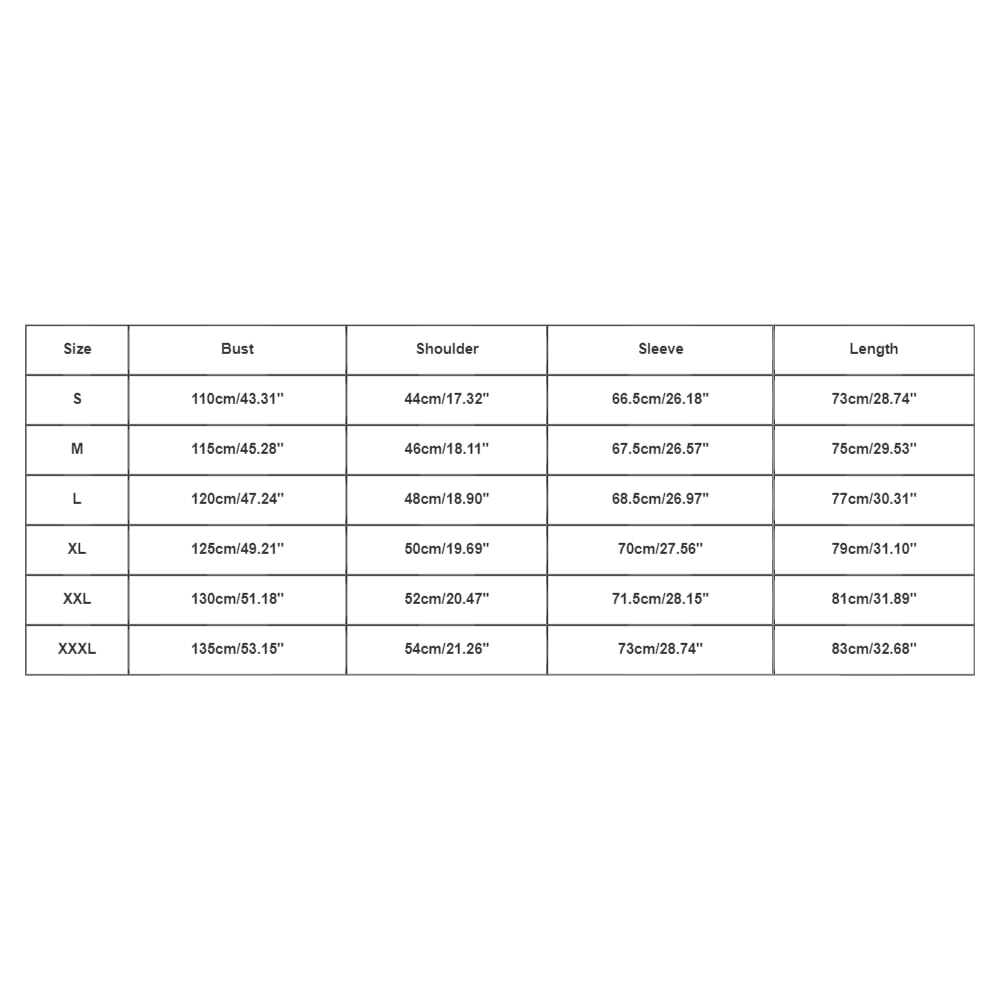 Size Bust Shoulder Sleeve Length
S 110cm/43.31" 44cm/17.32" 66.5cm/26.18" 73cm/28.74"
M 115cm/45.28" 46cm/18.11" 67.5cm/26.57" 75cm/29.53"
L 120cm/47.24" 48cm/18.90" 68.5cm/26.97" 77cm/30.31"
XL 125cm/49.21" 50cm/19.69" 70cm/27.56" 79cm/31.10"
XXL 130cm/51.18" 52cm/20.47" 71.5cm/28.15" 81cm/31.89"
XXXL 135cm/53.15" 54cm/21.26" 73cm/28.74" 83cm/32.68"